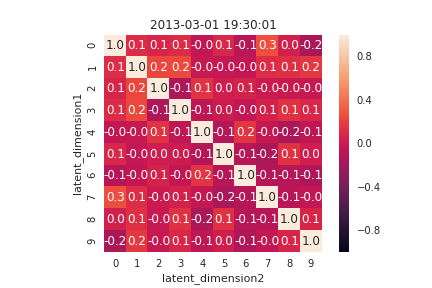 2013-03-01 19:30:01
0 1.0 0.1 0.1 0.1 -0.0 0.1 -0.1 0.3 0.0 -0.2
1 0.1 1.0 0.2 0.2 -0.0 -0.0 -0.0 0.1 0.1 0.2
2 0.1 0.2 1.0 -0.1 0.1 0.0 0.1 -0.0 -0.0 -0.0
3 0.1 0.2 -0.1 1.0 -0.1 0.0 -0.0 0.1 0.1 0.1
4 -0.0 -0.0 0.1 -0.1 1.0 -0.1 0.2 -0.0 -0.2 -0.1
5 0.1 -0.0 0.0 0.0 -0.1 1.0 -0.1 -0.2 0.1 0.0
6 -0.1 -0.0 0.1 -0.0 0.2 -0.1 1.0 -0.1 -0.1 -0.1
7 0.3 0.1 -0.0 0.1 -0.0 -0.2 -0.1 1.0 -0.1 -0.0
8 0.0 0.1 -0.0 0.1 -0.2 0.1 -0.1 -0.1 1.0 0.1
9 -0.2 0.2 -0.0 0.1 -0.1 0.0 -0.1 -0.0 0.1 1.0
0 1 2 3 4 5 6 7 8 9
latent_dimension2
latent_dimension1
0.8
0.4
0.0
−0.4
−0.8